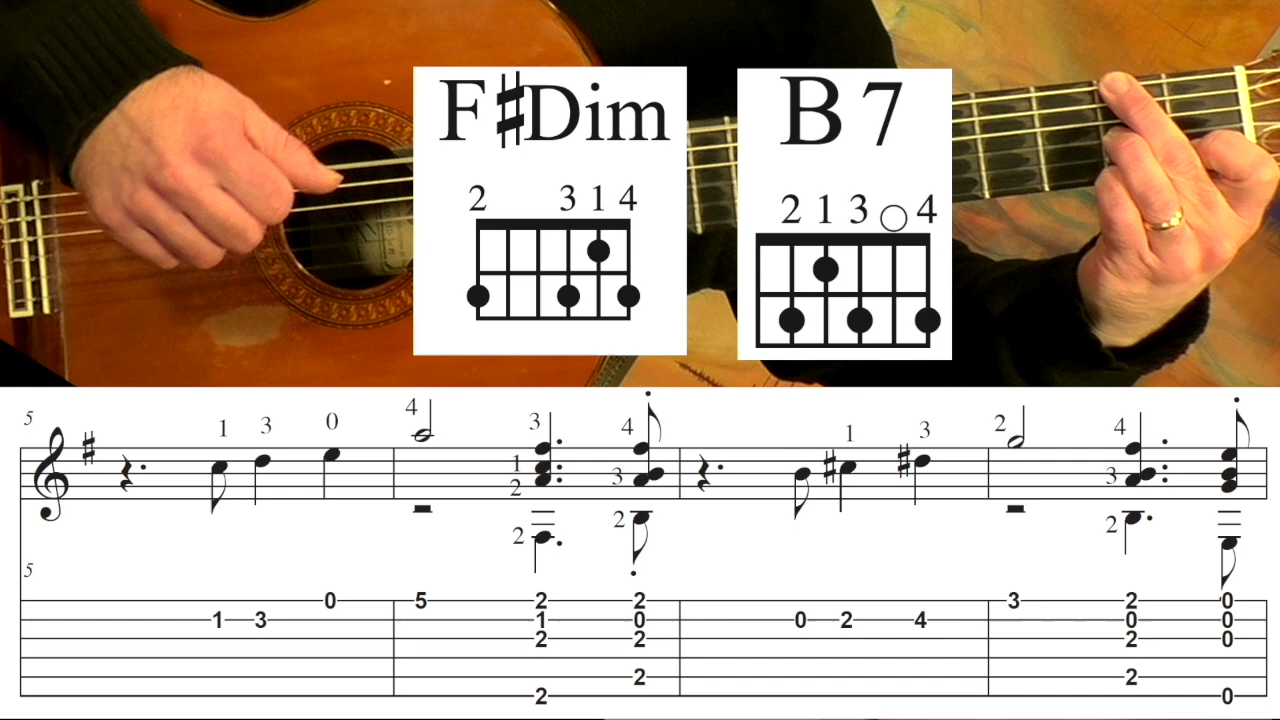 F♯Dim
2 3 1 4
B7
2 1 3 ○ 4
5 1 3 0 4 3 4 1 3 2 4
1 3 3
2 2 2
2
5
0 5 2 2 3 2 0
1 3 1 0 0 2 4 0 0
2 2 2 0
2 2
2 0